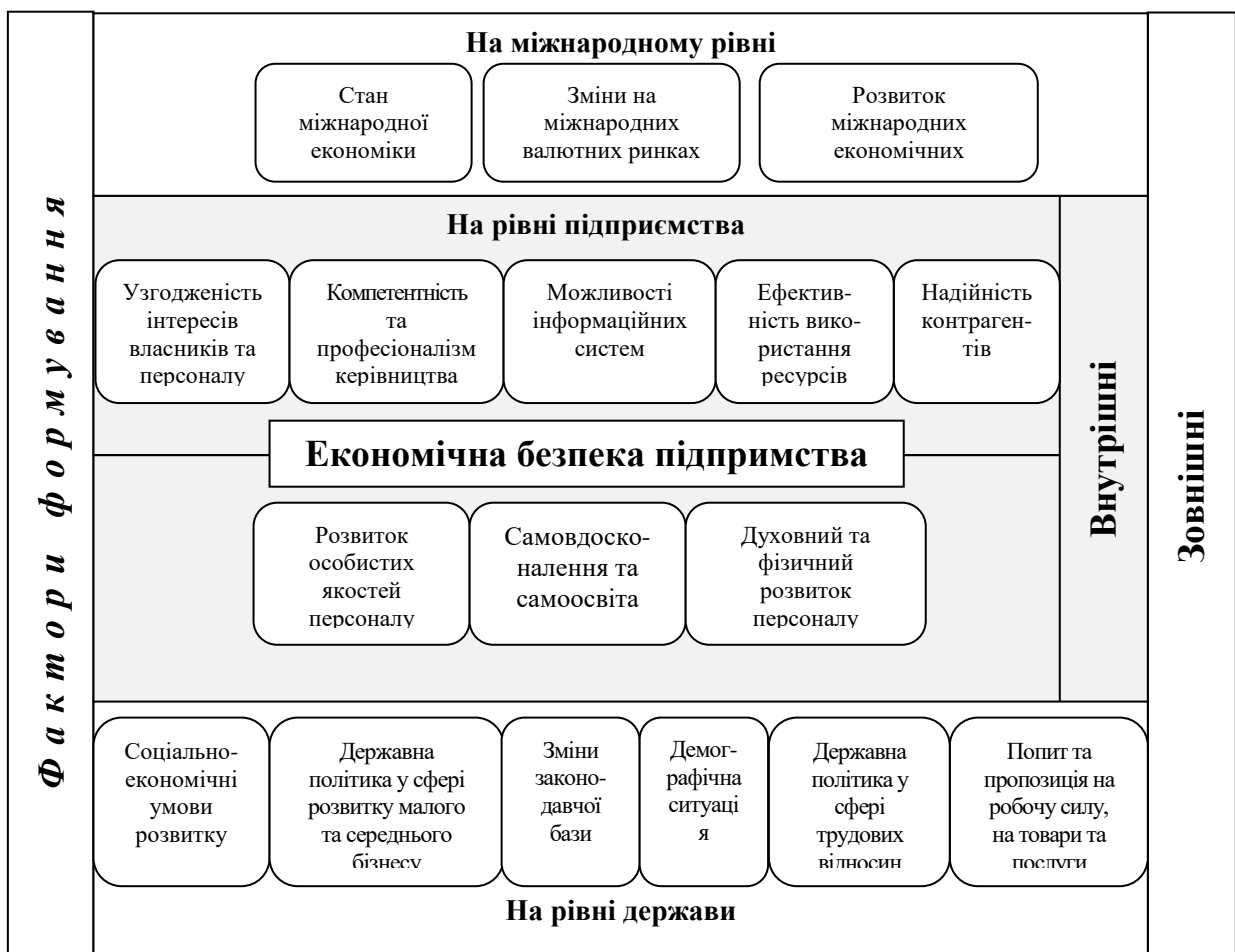 Фактори формування
На міжнародному рівні
Стан
міжнародної
економіки
Зміни на
міжнародних
валютних ринках
Розвиток
міжнародних
економічних
На рівні підприємства
Узгодженість
інтересів
власників та
персоналу
Компетентність
та
професіоналізм
керівництва
Можливості
інформаційних
систем
Ефектив-
ність вико-
ристання
ресурсів
Надійність
контраген-
тів
Економічна безпека підпримства
Розвиток
особистих
якостей
персоналу
Самовдоско-
налення та
самоосвіта
Духовний та
фізичний
розвиток
персоналу
Внутрішні
Зовнішні
Соціально-
економічні
умови
розвитку
Державна
політика у сфері
розвитку малого
та середнього
бізнесу
Зміни
законо-
давчої
бази
Демог-
рафічна
ситуаці
я
Державна
політика у
сфері
трудових
відносин
Попит та
пропозиція на
робочу силу,
на товари та
послуги
На рівні держави